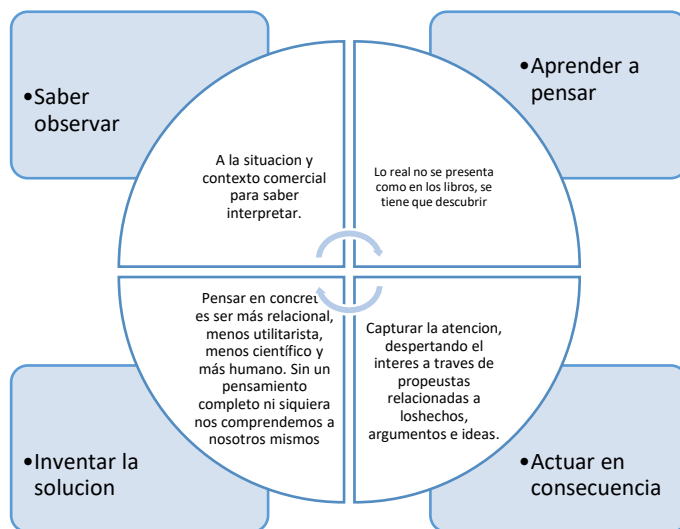 •Saber
observar
A la situacion y
contexto comercial
para saber
interpretar.
•Aprender a
pensar
Lo real no se presenta
como en los libros, se
tiene que descubrir
Pensar en concret
es ser más relacional,
menos utilitarista,
menos científico y
más humano. Sin un
pensamiento
completo ni siquiera
nos comprendemos a
nosotros mismos
•Inventar la
solucion
Capturar la atencion,
despertando el
interes a traves de
propeustas
relacionadas a
loshechos,
argumentos e ideas.
•Actuar en
consecuencia